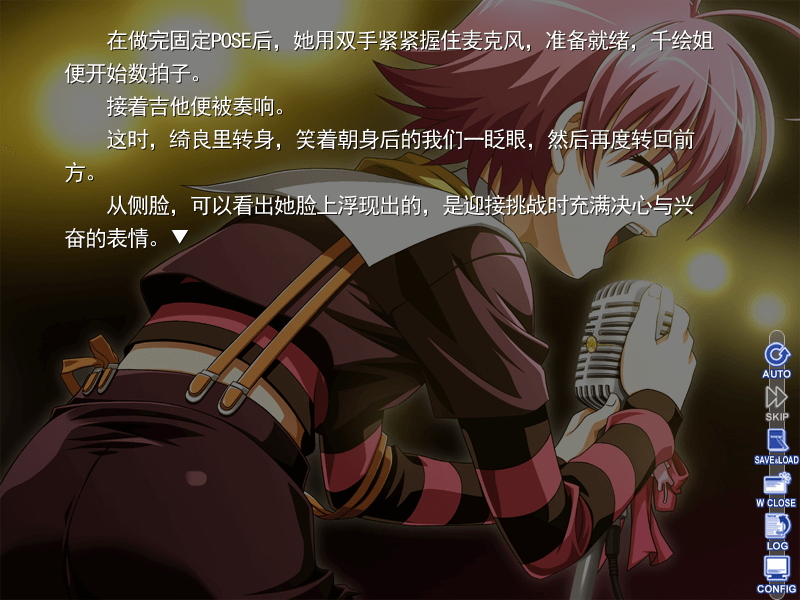 在做完固定POSE后，她用双手紧紧握住麦克风，准备就绪，千绘姐
便开始数拍子。
接着吉他便被奏响。
这时，绮良里转身，笑着朝身后的我们一眨眼，然后再度转回前
方。
从侧脸，可以看出她脸上浮现出的，是迎接挑战时充满决心与兴
奋的表情。▼
AUTO
SKIP
SAVE&LOAD
W CLOSE
LOG
CONFIG